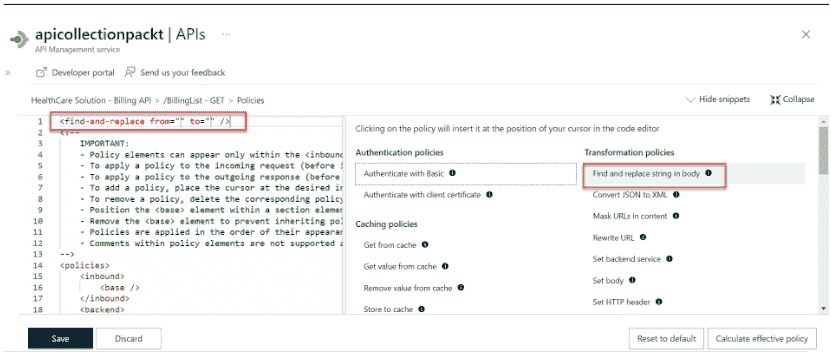 apicollectionpackt | APIs ...
API Management service
Developer portal Send us your feedback
HealthCare Solution - Billing API > /BillingList - GET > Policies
Hide snippets Collapse
1 <find-and-replace from="" to="" />
2 <!--
3 IMPORTANT:
4 - Policy elements can appear only within the <inbound
5 - To apply a policy to the incoming request (before
6 - To apply a policy to the outgoing response (before
7 - To add a policy, place the cursor at the desired in
8 - To remove a policy, delete the corresponding policy
9 - Position the <base> element within a section elemen
10 - Remove the <base> element to prevent inheriting pol
11 - Policies are applied in the order of their appearan
12 - Comments within policy elements are not supported a
13 -->
14 <policies>
15 <inbound>
16 <base />
17 </inbound>
18 <backend>
Clicking on the policy will insert it at the position of your cursor in the code editor
Authentication policies
Authenticate with Basic
Authenticate with client certificate
Caching policies
Get from cache
Get value from cache
Remove value from cache
Store to cache
Transformation policies
Find and replace string in body
Convert JSON to XML
Mask URLs in content
Rewrite URL
Set backend service
Set body
Set HTTP header
Save
Discard
Reset to default
Calculate effective policy